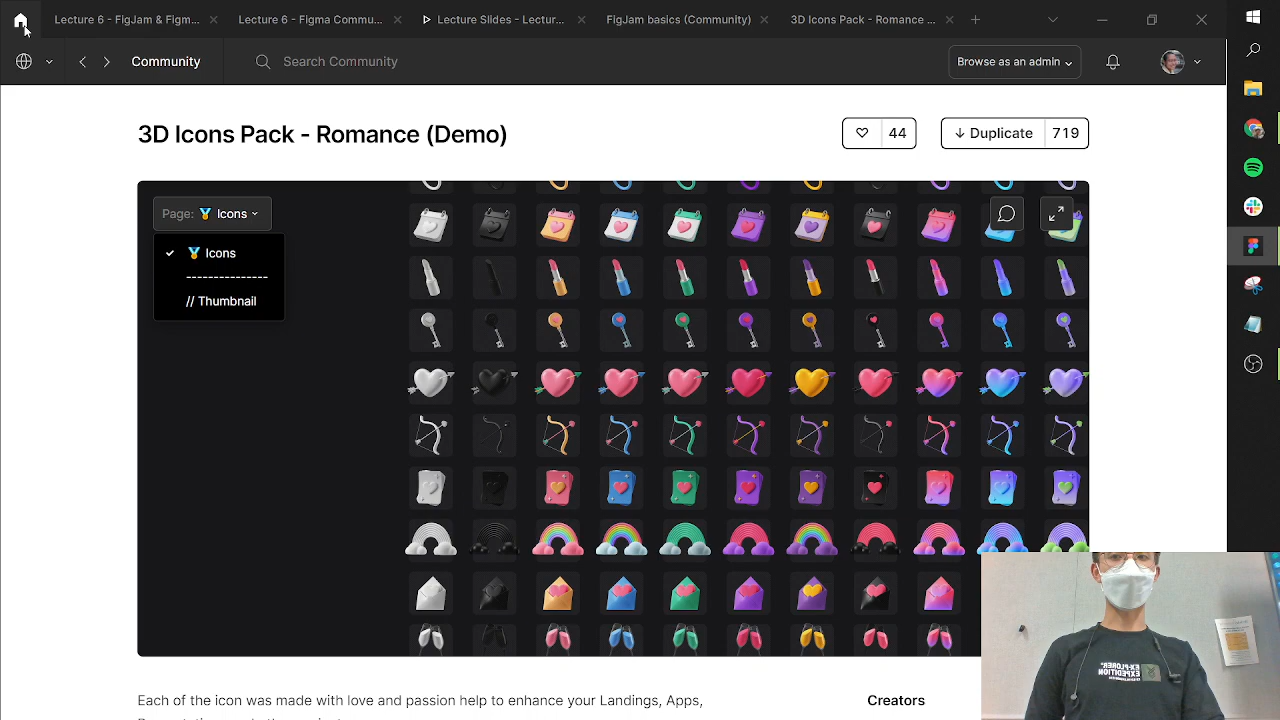 Lecture 6 - FigJam & Figm...
Lecture 6 - Figma Commu...
Lecture Slides - Lectur...
FigJam basics (Community)
3D Icons Pack - Romance ...
Community
Search Community
Browse as an admin
3D Icons Pack - Romance (Demo)
44
Duplicate
719
Page: Icons
Icons
---------------
// Thumbnail
Each of the icon was made with love and passion help to enhance your Landings, Apps,
Creators